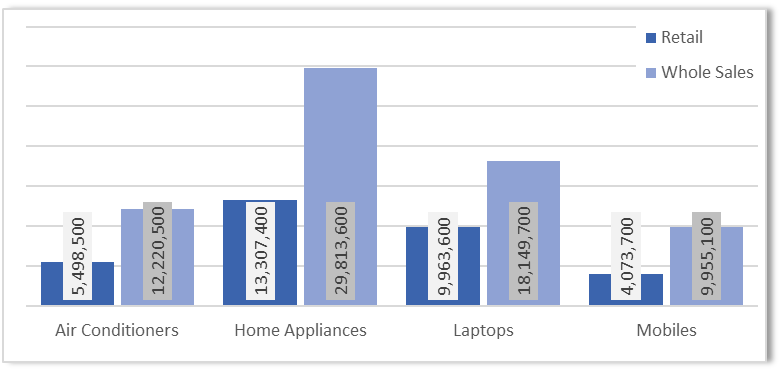 Retail
Whole Sales
5,498,500
12,220,500
13,307,400
29,813,600
9,963,600
18,149,700
4,073,700
9,955,100
Air Conditioners
Home Appliances
Laptops
Mobiles